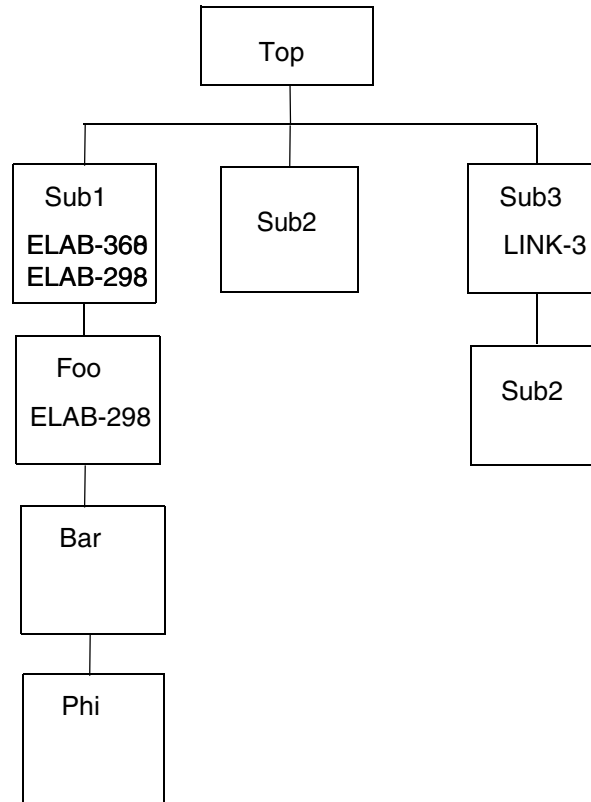 Top
Sub1
ELAB-368
ELAB-298
Foo
ELAB-298
Bar
Phi
Sub2
Sub3
LINK-3
Sub2